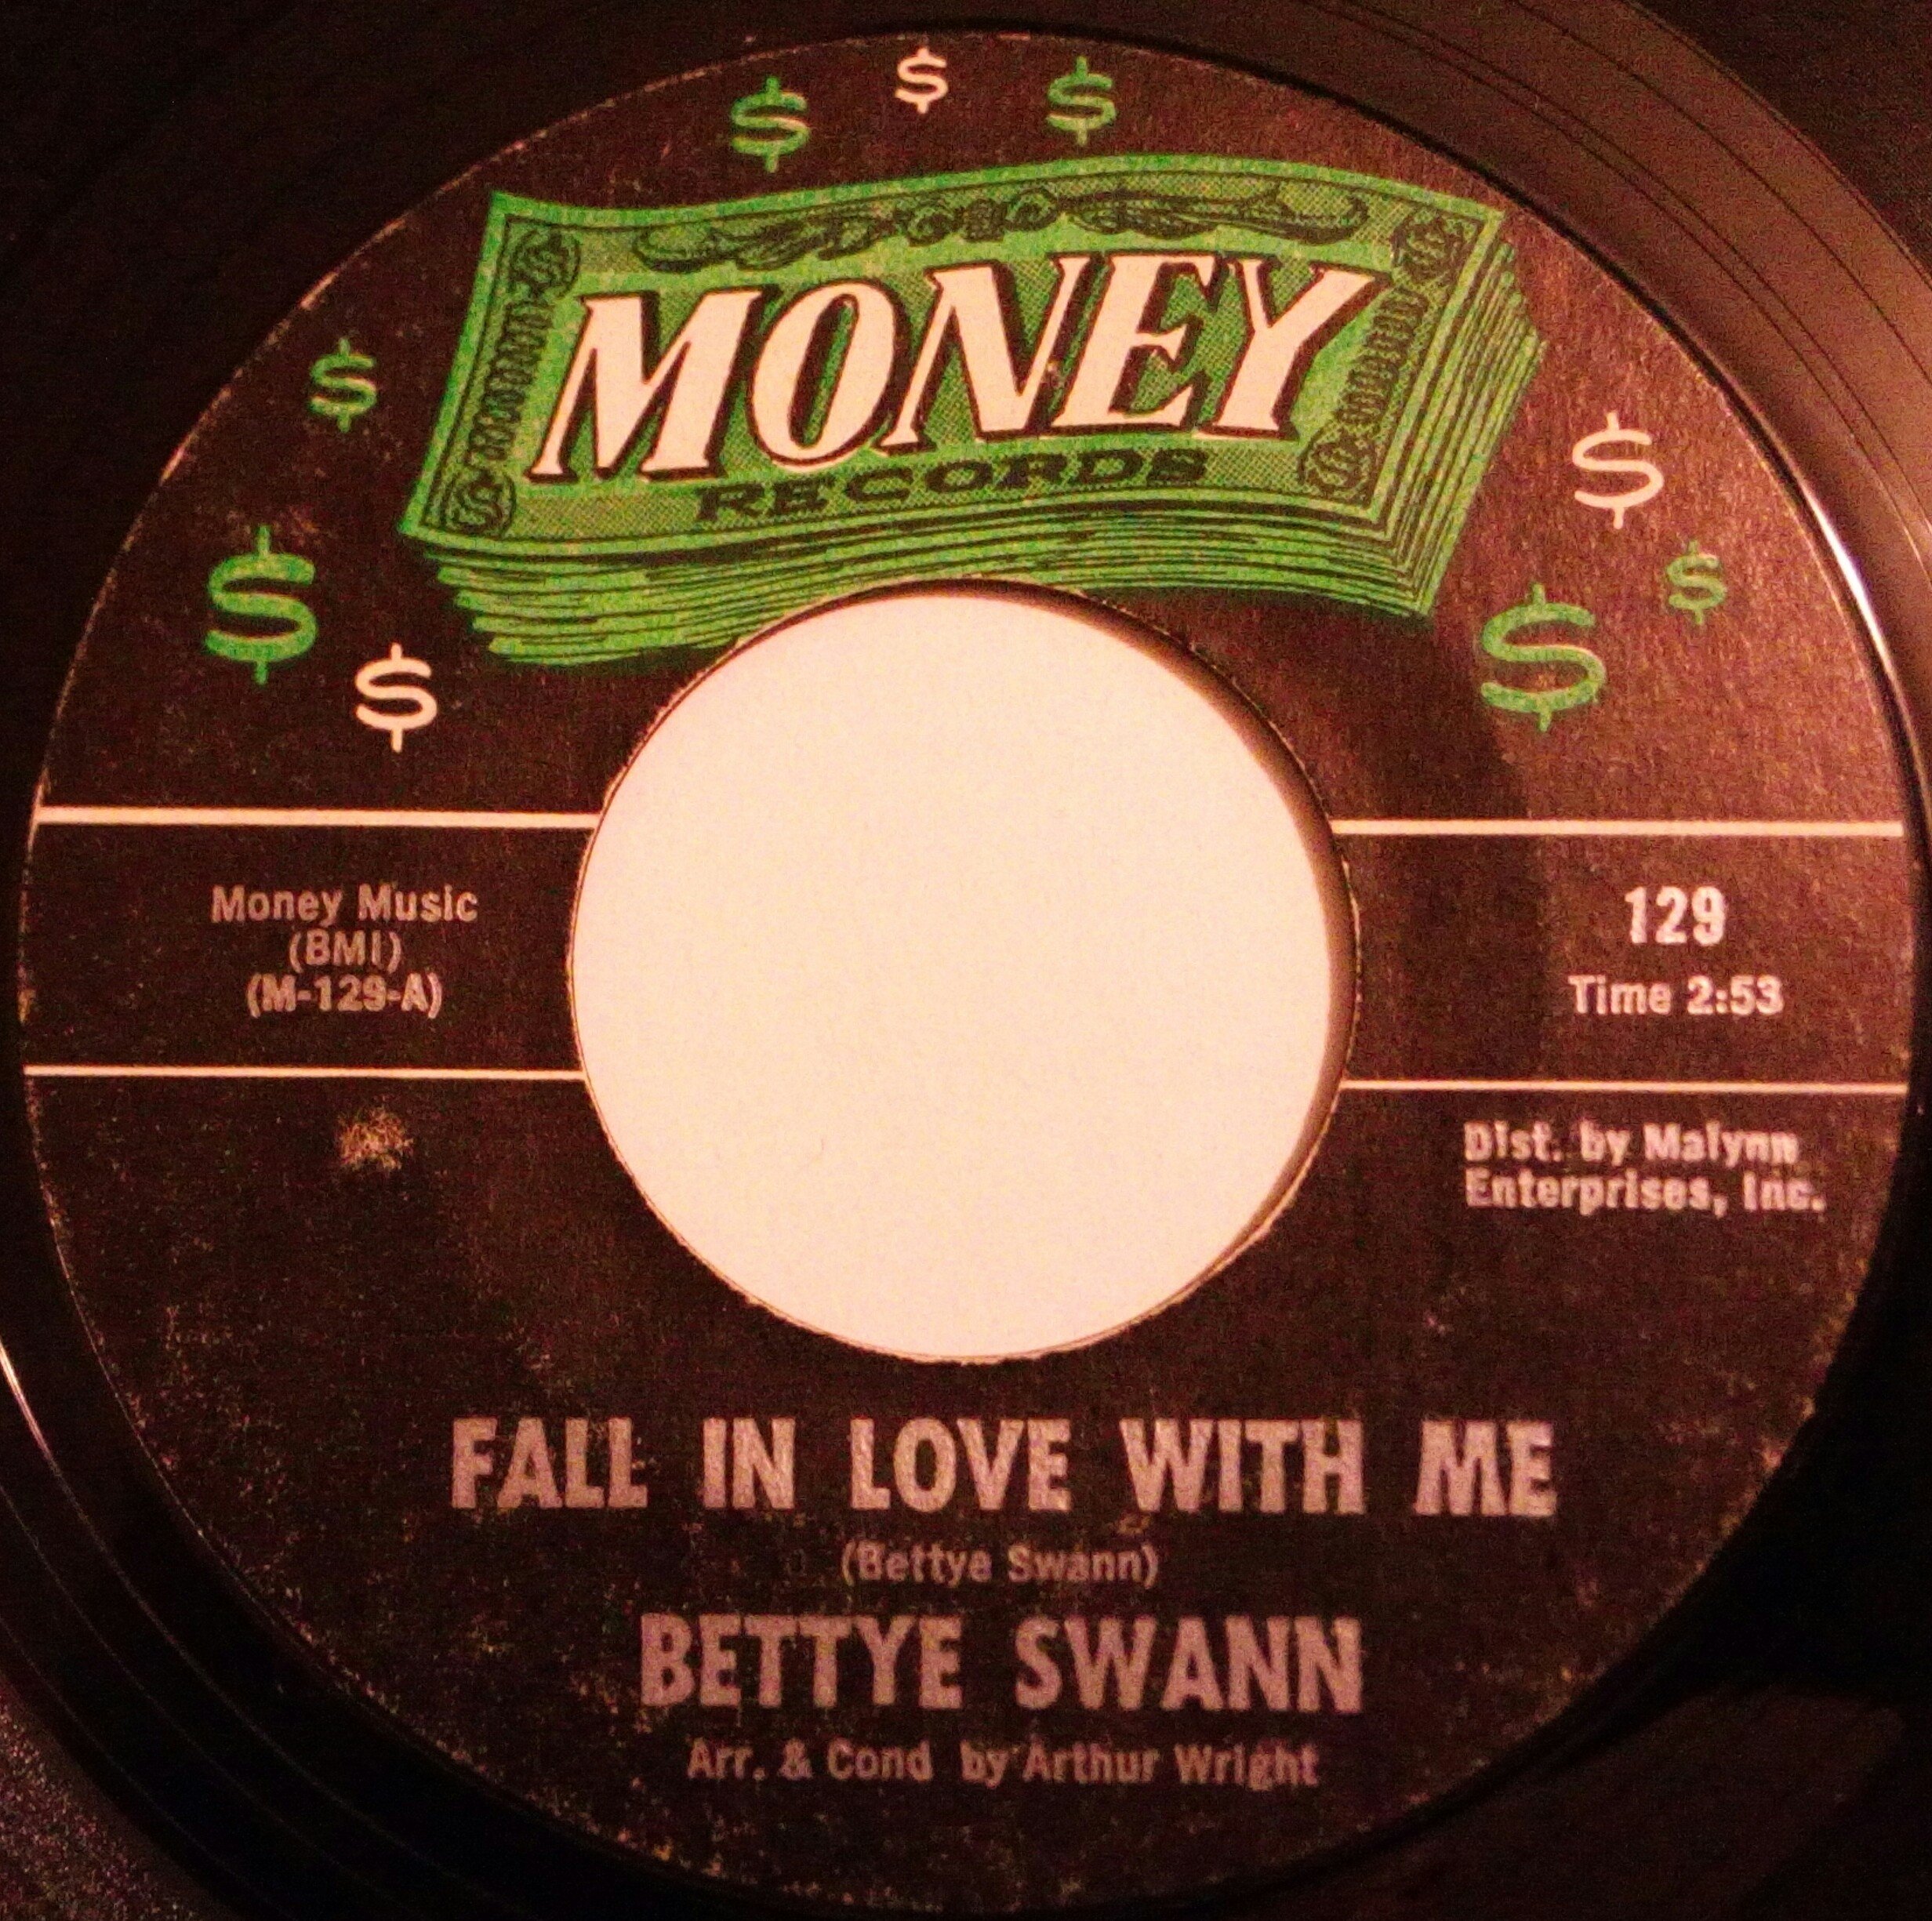 $ $ $
MONEY
RECORDS
$ $
$ $
$ $
$
Money Music
(BMI)
(M-129-A)
129
Time 2:53
Dist. by Malynn
Enterprises, Inc.
FALL IN LOVE WITH ME
(Bettye Swann)
BETTYE SWANN
Arr. & Cond by Arthur Wright